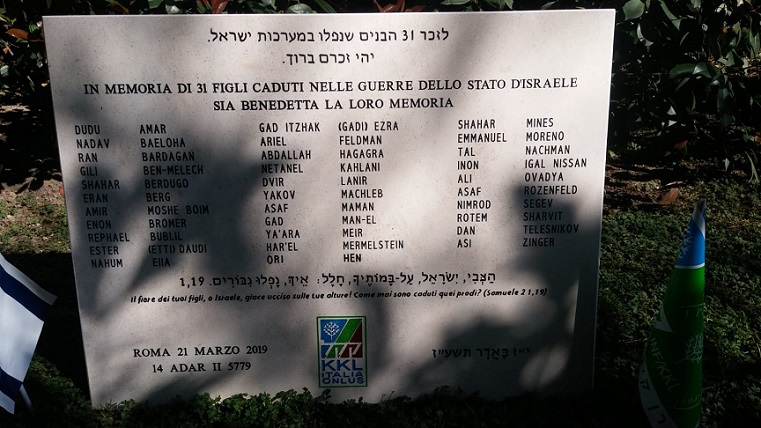 לזכר 31 הבנים שנפלו במערכות ישראל.
יהי זכרם ברוך.
IN MEMORIA DI 31 FIGLI CADUTI NELLE GUERRE DELLO STATO D'ISRAELE
SIA BENEDETTA LA LORO MEMORIA
DUDU AMAR
NADAV BAELOHA
RAN BARDAGAN
GILI BEN-MELECH
SHAHAR BERDUGO
ERAN BERG
AMIR MOSHE BOIM
ENON BROMER
REPHAEL BUBLIL
ESTER (ETTI) DAUDI
NAHUM EIIA
GAD ITZHAK (GADI) EZRA
ARIEL FELDMAN
ABDALLAH HAGAGRA
NETANEL KAHLANI
DVIR LANIR
YAKOV MACHLEB
ASAF MAMAN
GAD MAN-EL
YA'ARA MEIR
HAR'EL MERMELSTEIN
ORI HEN
SHAHAR MINES
EMMANUEL MORENO
TAL NACHMAN
INON IGAL NISSAN
ALI OVADYA
ASAF ROZENFELD
NIMROD SEGEV
ROTEM SHARVIT
DAN TELESNIKOV
ASI ZINGER
הַצְּבִי, יִשְׂרָאֵל, עַל-בָּמוֹתֶיךָ, חָלָל: אֵיךְ, נָפְלוּ גִבּוֹרִים. 1,19
Il fiore dei tuoi figli, o Israele, giace ucciso sulle tue alture! Come mai sono caduti quei prodi? (Samuele 2 1,19)
ROMA 21 MARZO 2019
14 ADAR II 5779
KKL
ITALIA
ONLUS
בַּאֲדָר